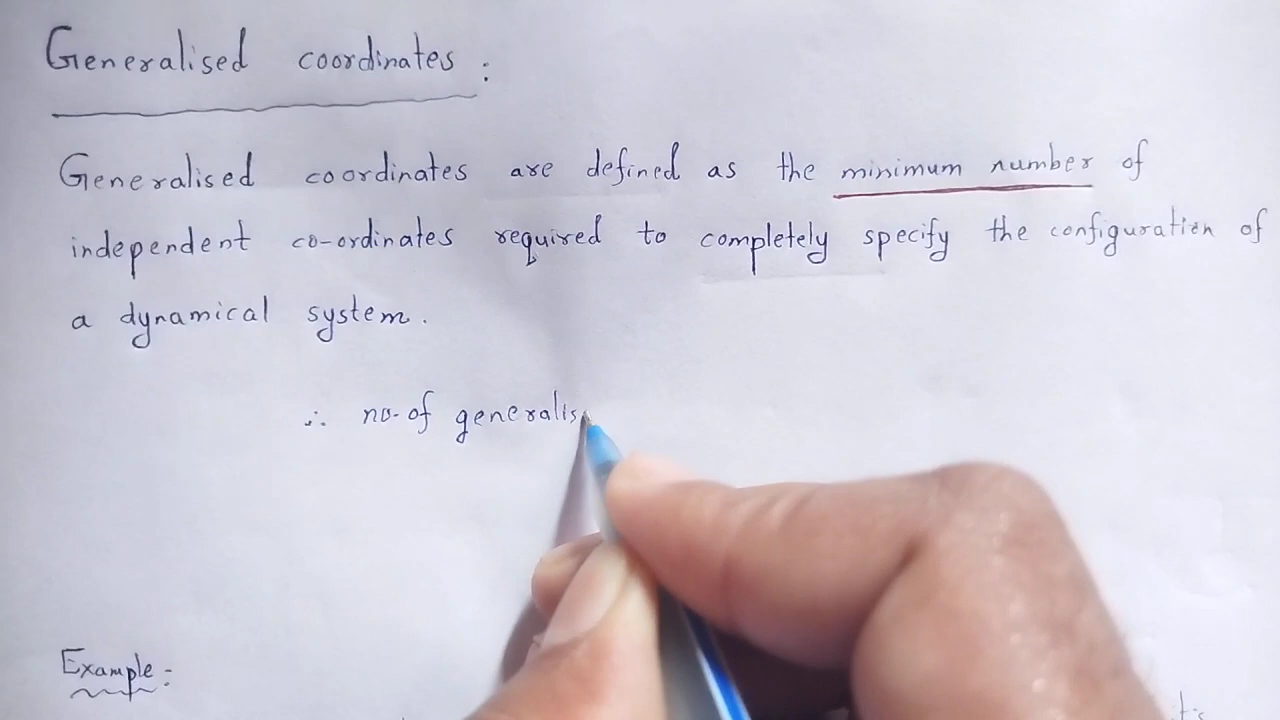 Generalised coordinates :
Generalised coordinates are defined as the minimum number of
independent co-ordinates required to completely specify the configuration of
a dynamical system.
∴ no. of generalis
Example :